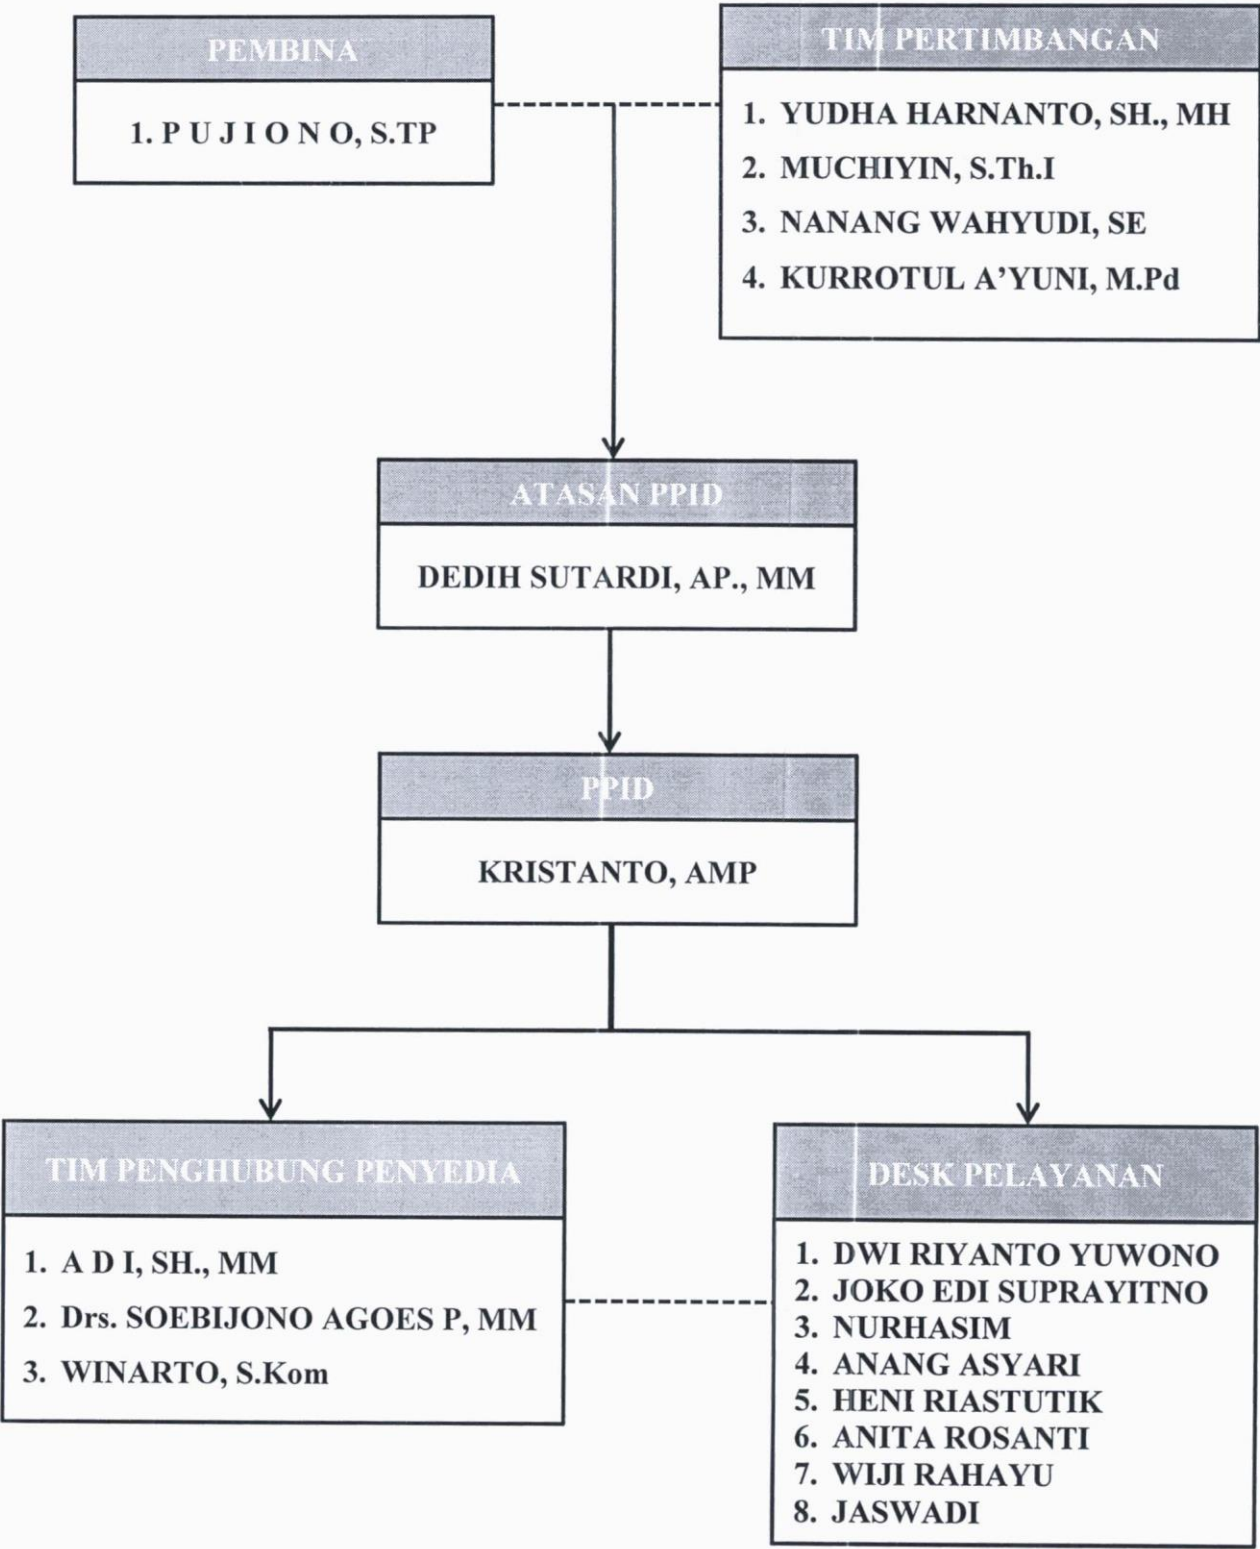 PEMBINA
1. P U J I O N O, S.TP
TIM PERTIMBANGAN
1. YUDHA HARNANTO, SH., MH
2. MUCHIYIN, S.Th.I
3. NANANG WAHYUDI, SE
4. KURROTUL A'YUNI, M.Pd
ATASAN PPID
DEDIH SUTARDI, AP., MM
PPID
KRISTANTO, AMP
TIM PENGHUBUNG PENYEDIA
1. A D I, SH., MM
2. Drs. SOEBIJONO AGOES P, MM
3. WINARTO, S.Kom
DESK PELAYANAN
1. DWI RIYANTO YUWONO
2. JOKO EDI SUPRAYITNO
3. NURHASIM
4. ANANG ASYARI
5. HENI RIASTUTIK
6. ANITA ROSANTI
7. WIJI RAHAYU
8. JASWADI